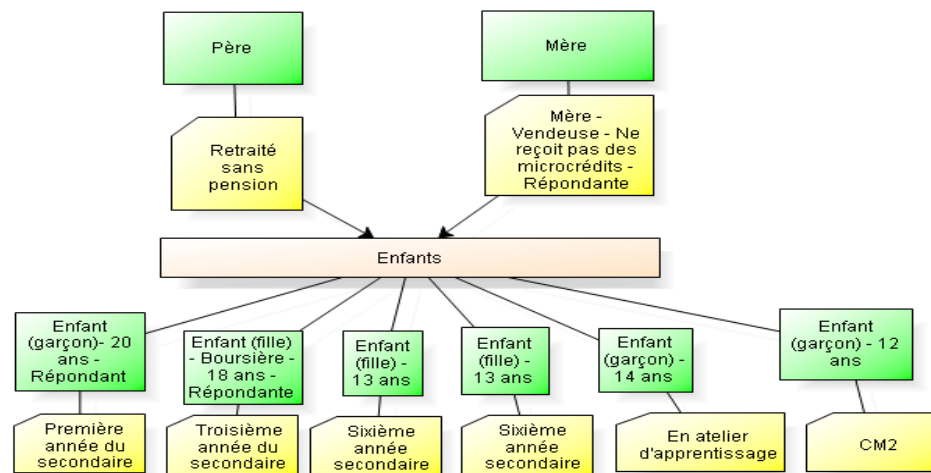 Père
Mère
Retraité
sans
pension
Mère -
Vendeuse - Ne
reçoit pas des
microcrédits -
Répondante
Enfants
Enfant
(garçon)- 20
ans -
Répondant
Enfant (fille)
- Boursière -
18 ans -
Répondante
Enfant
(fille) -
13 ans
Enfant
(fille) -
13 ans
Enfant
(garçon) -
14 ans
Enfant
(garçon) - 12
ans
Première
année du
secondaire
Troisième
année du
secondaire
Sixième
année
secondaire
Sixième
année
secondaire
En atelier
d'apprentissage
CM2